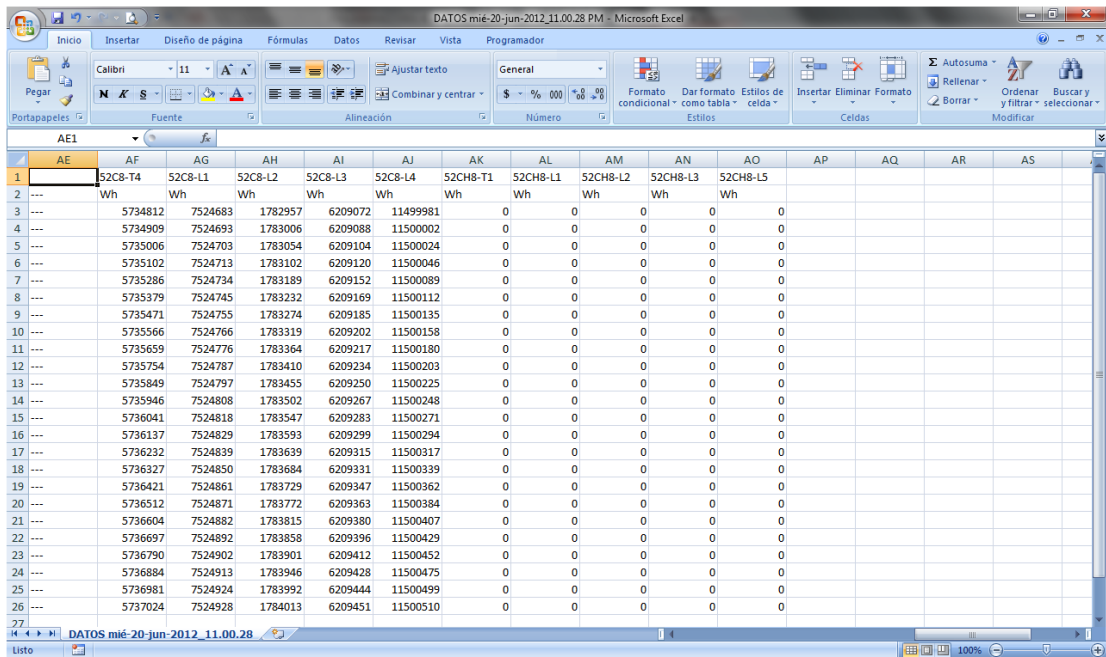 DATOS mié-20-jun-2012_11.00.28 PM - Microsoft Excel
Inicio Insertar Diseño de página Fórmulas Datos Revisar Vista Programador
Calibri 11 A A Ajustar texto General Σ Autosuma
Pegar N K S A Combinar y centrar $ % 000 Formato condicional Dar formato como tabla Estilos de celda Insertar Eliminar Formato Rellenar Borrar Ordenar y filtrar Buscar y seleccionar
Portapapeles Fuente Alineación Número Estilos Celdas Modificar
AE1 fx
AE AF AG AH AI AJ AK AL AM AN AO AP AQ AR AS
1 52C8-T4 52C8-L1 52C8-L2 52C8-L3 52C8-L4 52CH8-T1 52CH8-L1 52CH8-L2 52CH8-L3 52CH8-L5
2 --- Wh Wh Wh Wh Wh Wh Wh Wh Wh Wh
3 --- 5734812 7524683 1782957 6209072 11499981 0 0 0 0 0
4 --- 5734909 7524693 1783006 6209088 11500002 0 0 0 0 0
5 --- 5735006 7524703 1783054 6209104 11500024 0 0 0 0 0
6 --- 5735102 7524713 1783102 6209120 11500046 0 0 0 0 0
7 --- 5735286 7524734 1783189 6209152 11500089 0 0 0 0 0
8 --- 5735379 7524745 1783232 6209169 11500112 0 0 0 0 0
9 --- 5735471 7524755 1783274 6209185 11500135 0 0 0 0 0
10 --- 5735566 7524766 1783319 6209202 11500158 0 0 0 0 0
11 --- 5735659 7524776 1783364 6209217 11500180 0 0 0 0 0
12 --- 5735754 7524787 1783410 6209234 11500203 0 0 0 0 0
13 --- 5735849 7524797 1783455 6209250 11500225 0 0 0 0 0
14 --- 5735946 7524808 1783502 6209267 11500248 0 0 0 0 0
15 --- 5736041 7524818 1783547 6209283 11500271 0 0 0 0 0
16 --- 5736137 7524829 1783593 6209299 11500294 0 0 0 0 0
17 --- 5736232 7524839 1783639 6209315 11500317 0 0 0 0 0
18 --- 5736327 7524850 1783684 6209331 11500339 0 0 0 0 0
19 --- 5736421 7524861 1783729 6209347 11500362 0 0 0 0 0
20 --- 5736512 7524871 1783772 6209363 11500384 0 0 0 0 0
21 --- 5736604 7524882 1783815 6209380 11500407 0 0 0 0 0
22 --- 5736697 7524892 1783858 6209396 11500429 0 0 0 0 0
23 --- 5736790 7524902 1783901 6209412 11500452 0 0 0 0 0
24 --- 5736884 7524913 1783946 6209428 11500475 0 0 0 0 0
25 --- 5736981 7524924 1783992 6209444 11500499 0 0 0 0 0
26 --- 5737024 7524928 1784013 6209451 11500510 0 0 0 0 0
27
DATOS mié-20-jun-2012_11.00.28
Listo 100%